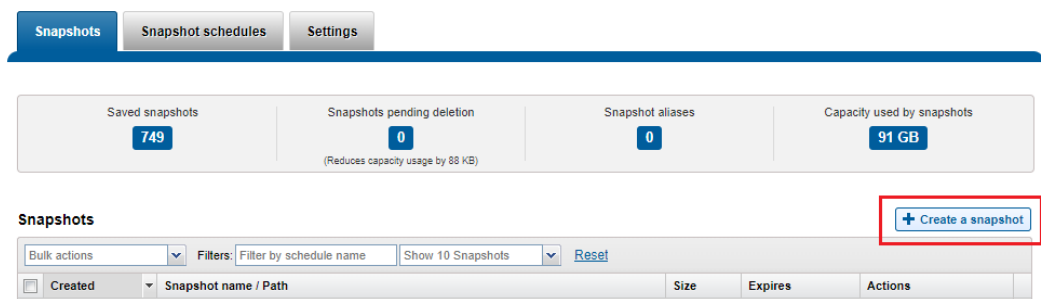 Snapshots Snapshot schedules Settings
Saved snapshots Snapshots pending deletion Snapshot aliases Capacity used by snapshots
749 0 0 91 GB
(Reduces capacity usage by 88 KB)
Snapshots + Create a snapshot
Bulk actions Filters: Filter by schedule name Show 10 Snapshots Reset
Created Snapshot name / Path Size Expires Actions